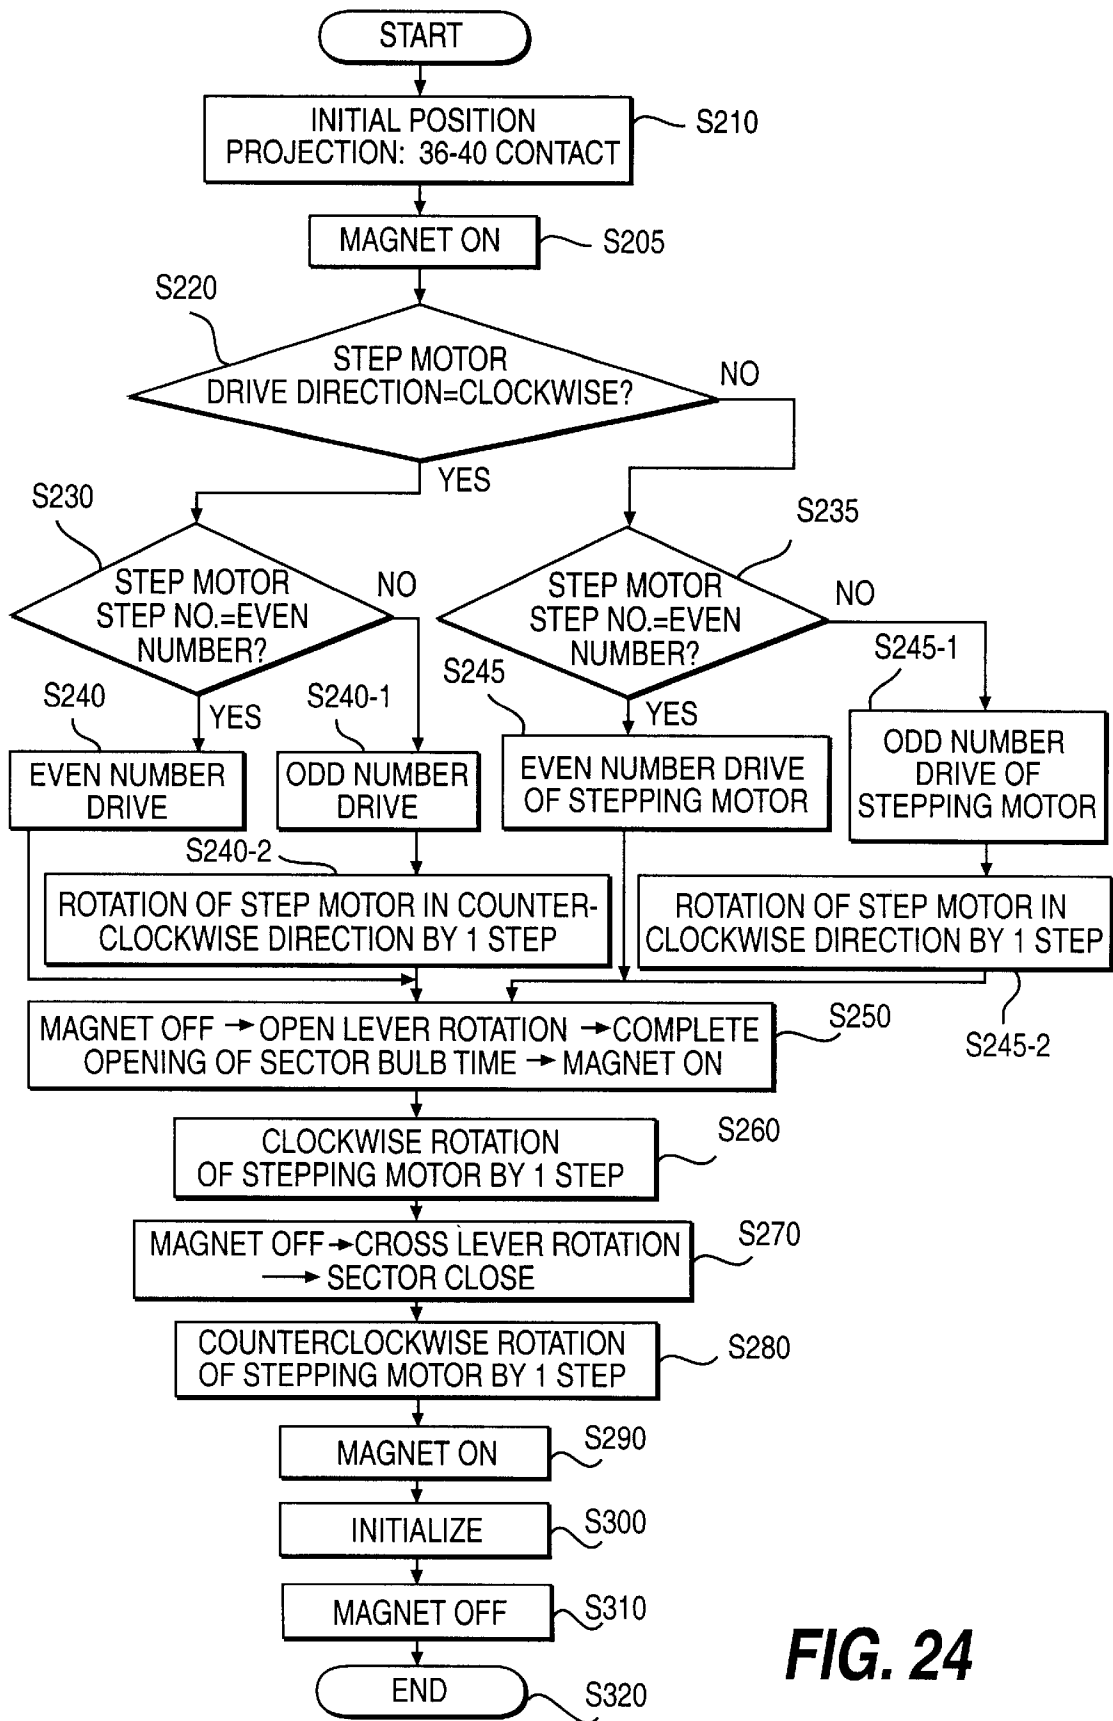 START
INITIAL POSITION
PROJECTION: 36-40 CONTACT
S210
MAGNET ON
S205
S220
STEP MOTOR
DRIVE DIRECTION=CLOCKWISE?
NO
YES
S230
STEP MOTOR
STEP NO.=EVEN
NUMBER?
NO
YES
S235
STEP MOTOR
STEP NO.=EVEN
NUMBER?
NO
YES
S240
EVEN NUMBER
DRIVE
S240-1
ODD NUMBER
DRIVE
S245
EVEN NUMBER DRIVE
OF STEPPING MOTOR
S245-1
ODD NUMBER
DRIVE OF
STEPPING MOTOR
S240-2
ROTATION OF STEP MOTOR IN COUNTER-
CLOCKWISE DIRECTION BY 1 STEP
ROTATION OF STEP MOTOR IN
CLOCKWISE DIRECTION BY 1 STEP
S245-2
MAGNET OFF → OPEN LEVER ROTATION → COMPLETE
OPENING OF SECTOR BULB TIME → MAGNET ON
S250
CLOCKWISE ROTATION
OF STEPPING MOTOR BY 1 STEP
S260
MAGNET OFF → CROSS LEVER ROTATION
→ SECTOR CLOSE
S270
COUNTERCLOCKWISE ROTATION
OF STEPPING MOTOR BY 1 STEP
S280
MAGNET ON
S290
INITIALIZE
S300
MAGNET OFF
S310
END
S320
FIG. 24